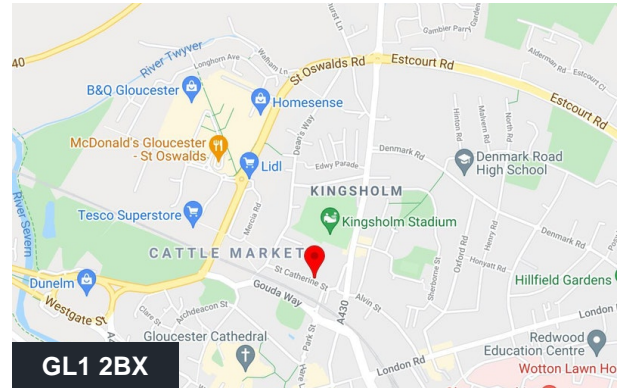 Gambier Parry
Gardens
River Twyver
Longhorn Ave
Walham Ln
St Oswalds Rd
Estcourt Rd
Alderman Rd
Estcourt Cl
40
B&Q Gloucester
Homesense
Estcourt Rd
Dean's Way
Hinton Rd
Malvern Rd
North Rd
McDonald's Gloucester
- St Oswalds
Denmark Rd
Lidl
Edwy Parade
Denmark Road
High School
KINGSHOLM
River Severn
Tesco Superstore
Mercia Rd
Kingsholm Stadium
Henry Rd
Denmark Rd
CATTLE MARKET
Oxford Rd
Honyatt Rd
Sherborne St
Dunelm
St Catherine St
Hillfield Gardens
Gouda Way
Alvin St
Westgate St
Clare St
Archdeacon St
A430
London
Gloucester Cathedral
Park St
Redwood
Education Centre
London Rd
Wotton Lawn Ho
GL1 2BX